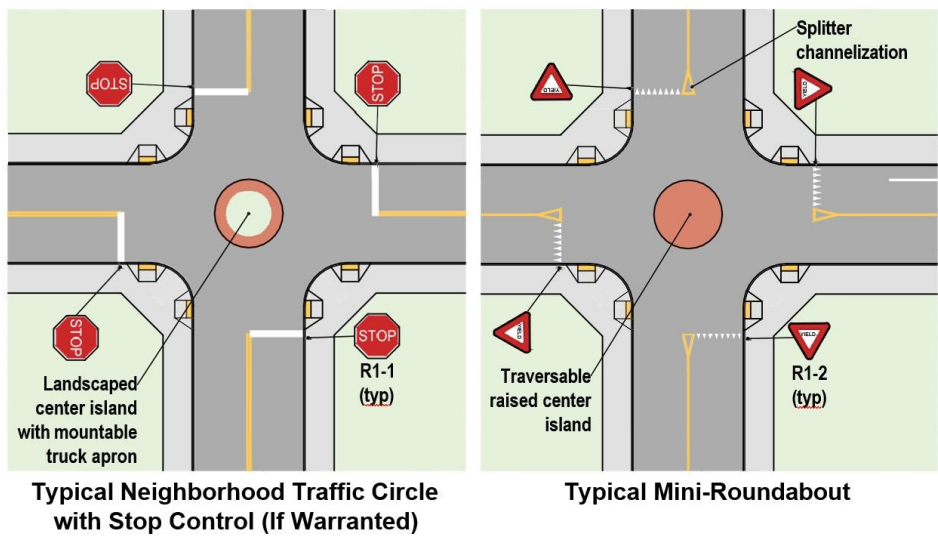 STOP
STOP
STOP
STOP
R1-1
(typ)
Landscaped
center island
with mountable
truck apron
Typical Neighborhood Traffic Circle
with Stop Control (If Warranted)
Splitter
channelization
YIELD
YIELD
YIELD
YIELD
R1-2
(typ)
Traversable
raised center
island
Typical Mini-Roundabout